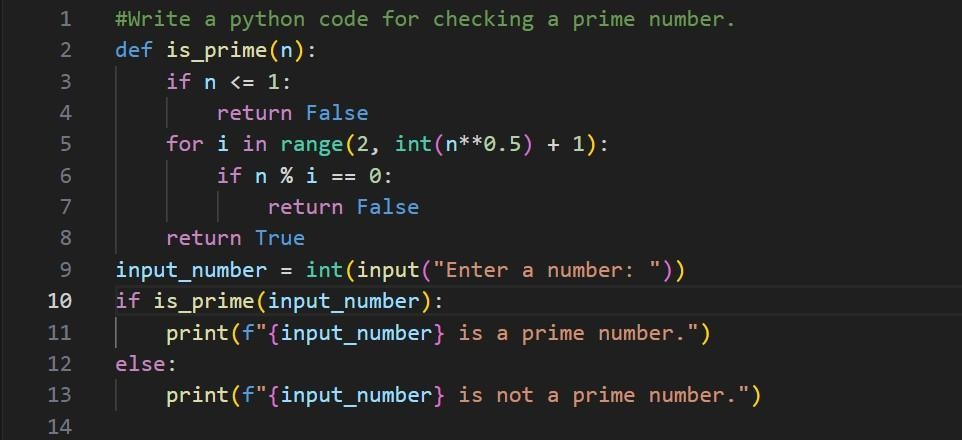 1 #Write a python code for checking a prime number.
2 def is_prime(n):
3     if n <= 1:
4         return False
5     for i in range(2, int(n**0.5) + 1):
6         if n % i == 0:
7             return False
8     return True
9 input_number = int(input("Enter a number: "))
10 if is_prime(input_number):
11     print(f"{input_number} is a prime number.")
12 else:
13     print(f"{input_number} is not a prime number.")
14